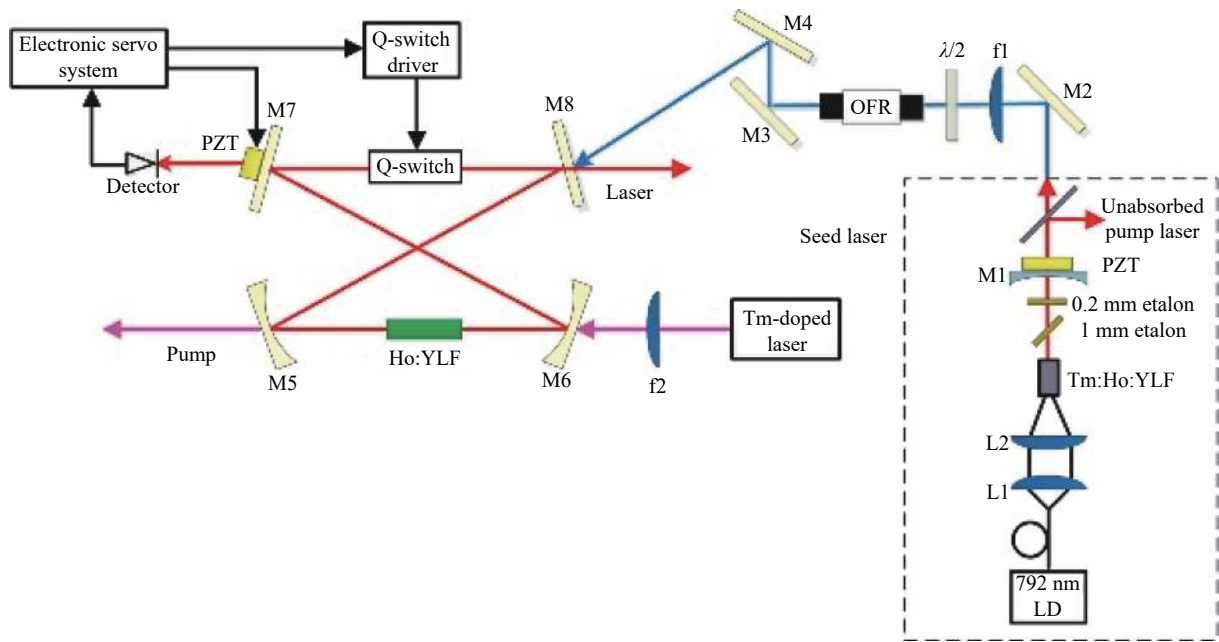 Electronic servo
system
Q-switch
driver
M7
PZT
Detector
Q-switch
M8
Laser
M4
M3
OFR
λ/2
f1
M2
Seed laser
Unabsorbed
pump laser
PZT
M1
0.2 mm etalon
1 mm etalon
Tm:Ho:YLF
L2
L1
792 nm
LD
Pump
M5
Ho:YLF
M6
f2
Tm-doped
laser